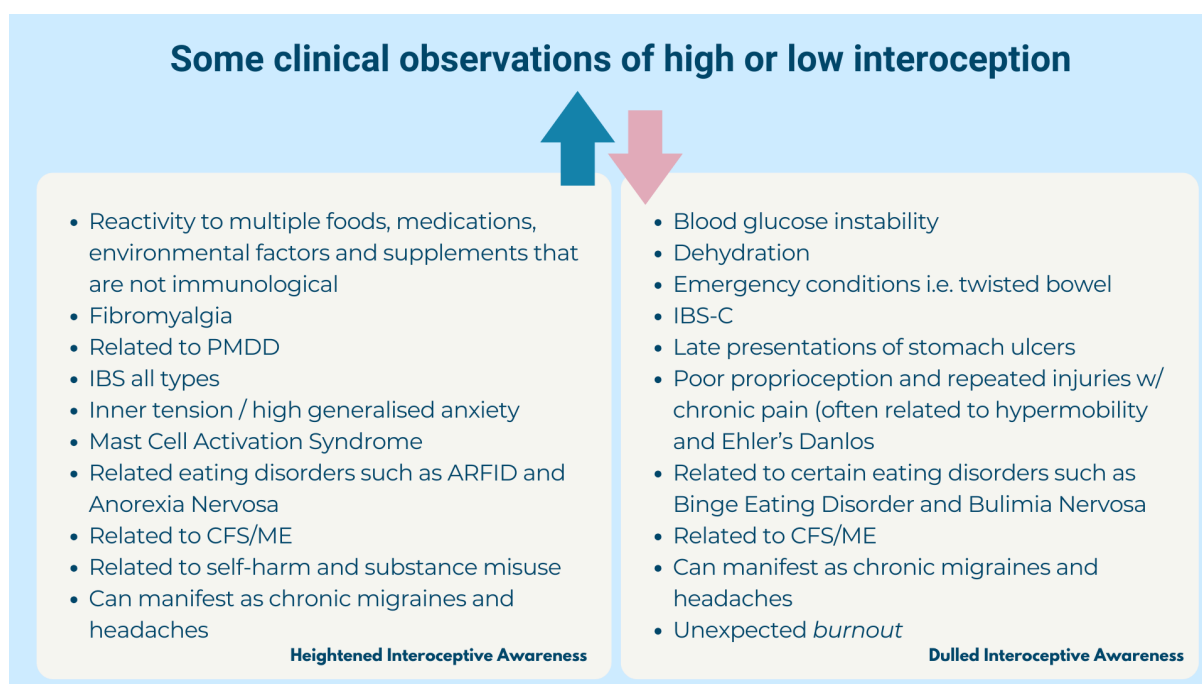 Some clinical observations of high or low interoception
• Reactivity to multiple foods, medications,
environmental factors and supplements that
are not immunological
• Fibromyalgia
• Related to PMDD
• IBS all types
• Inner tension / high generalised anxiety
• Mast Cell Activation Syndrome
• Related eating disorders such as ARFID and
Anorexia Nervosa
• Related to CFS/ME
• Related to self-harm and substance misuse
• Can manifest as chronic migraines and
headaches
Heightened Interoceptive Awareness
• Blood glucose instability
• Dehydration
• Emergency conditions i.e. twisted bowel
• IBS-C
• Late presentations of stomach ulcers
• Poor proprioception and repeated injuries w/
chronic pain (often related to hypermobility
and Ehler's Danlos
• Related to certain eating disorders such as
Binge Eating Disorder and Bulimia Nervosa
• Related to CFS/ME
• Can manifest as chronic migraines and
headaches
• Unexpected burnout
Dulled Interoceptive Awareness